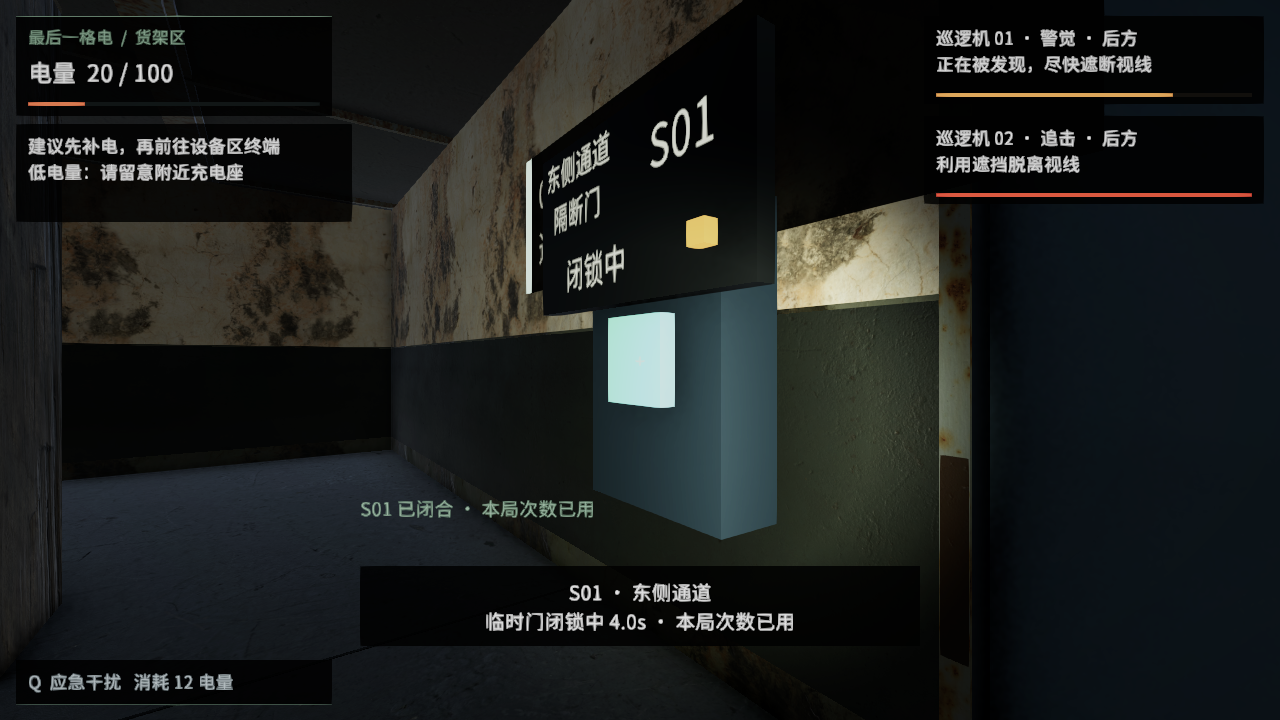 最后一格电 / 货架区
电量 20 / 100
建议先补电，再前往设备区终端
低电量：请留意附近充电座
巡逻机 01 · 警觉 · 后方
正在被发现，尽快遮断视线
巡逻机 02 · 追击 · 后方
利用遮挡脱离视线
S01
东侧通道
隔断门
闭锁中
S01 已闭合 · 本局次数已用
S01 · 东侧通道
临时门闭锁中 4.0s · 本局次数已用
Q 应急干扰 消耗 12 电量